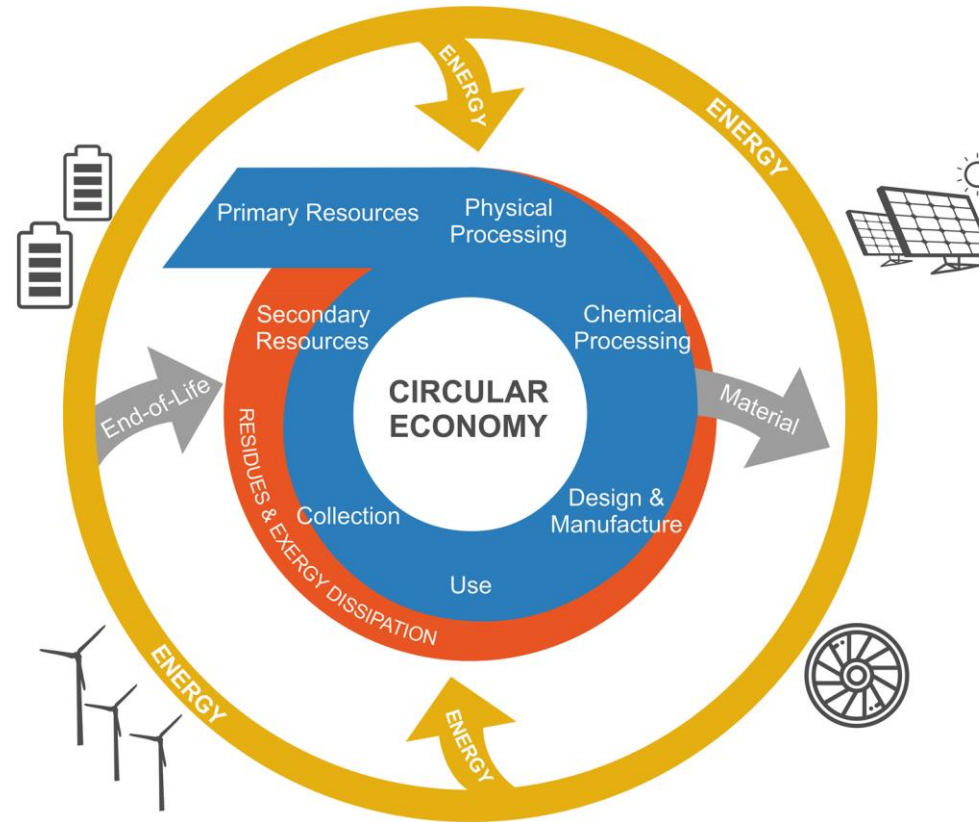 ENERGY
ENERGY
Primary Resources
Physical
Processing
Secondary
Resources
Chemical
Processing
CIRCULAR
ECONOMY
End-of-Life
Material
RESIDUES & EXERGY DISSIPATION
Collection
Design &
Manufacture
Use
ENERGY
ENERGY